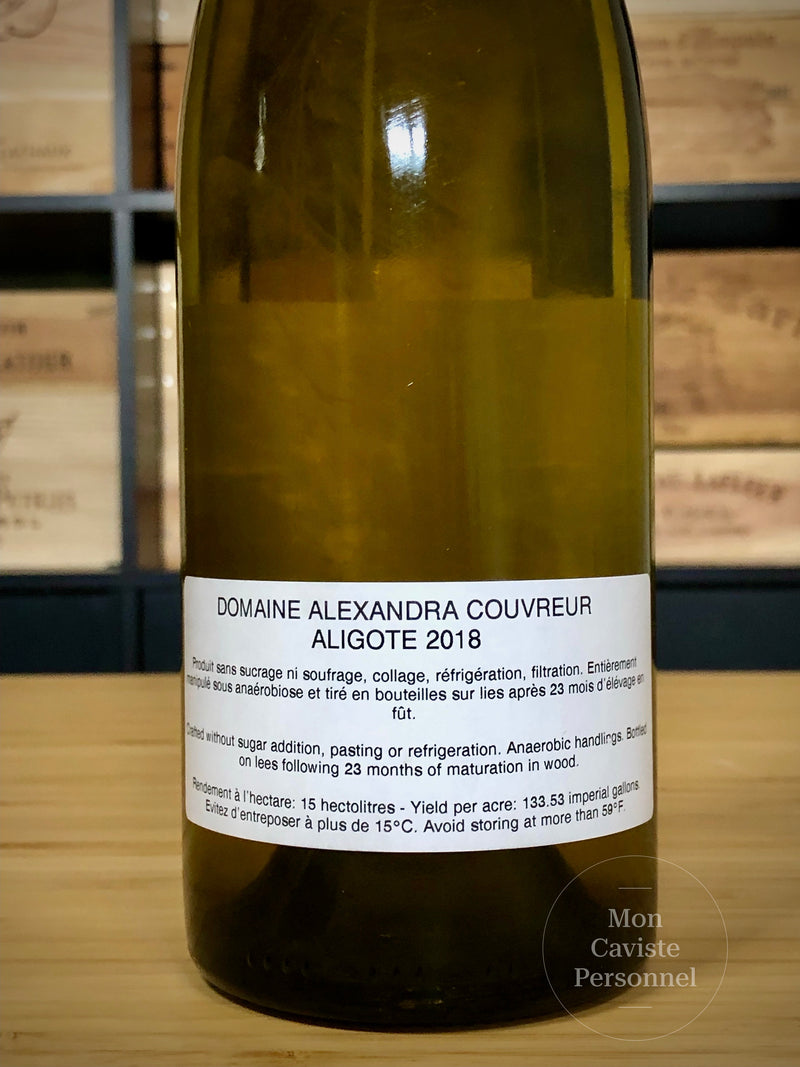 DOMAINE ALEXANDRA COUVREUR
ALIGOTE 2018
Produit sans sucrage ni soufrage, collage, réfrigération, filtration. Entièrement
manipulé sous anaérobiose et tiré en bouteilles sur lies après 23 mois d'élévage en
fût.
Crafted without sugar addition, pasting or refrigeration. Anaerobic handlings. Bottled
on lees following 23 months of maturation in wood.
Rendement à l'hectare: 15 hectolitres - Yield per acre: 133.53 imperial gallons.
Evitez d'entreposer à plus de 15°C. Avoid storing at more than 59°F.
Mon
Caviste
Personnel